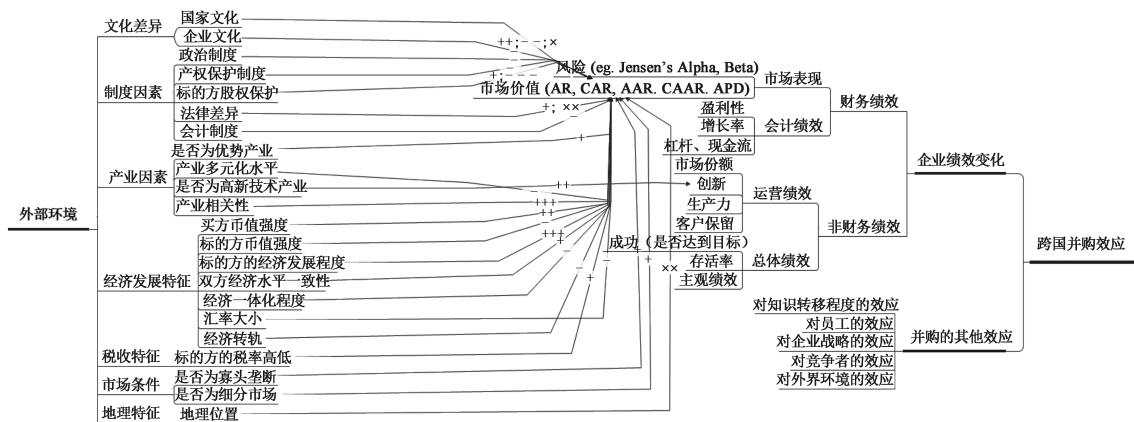 外部环境
文化差异
国家文化
企业文化
制度因素
政治制度
产权保护制度
标的方股权保护
法律差异
会计制度
产业因素
是否为优势产业
产业多元化水平
是否为高新技术产业
产业相关性
经济发展特征
买方币值强度
标的方币值强度
标的方的经济发展程度
双方经济水平一致性
经济一体化程度
汇率大小
经济转轨
税收特征
标的方的税率高低
市场条件
是否为寡头垄断
是否为细分市场
地理特征
地理位置
++;--;×
-
+;---
-
+; ××
-
+
++
-
+++
++
-
+++
+
-
-
-
-
+
-
+
+
××
风险 (eg. Jensen's Alpha, Beta)
市场价值 (AR, CAR, AAR. CAAR. APD)
市场表现
盈利性
增长率
杠杆、现金流
会计绩效
财务绩效
市场份额
创新
生产力
客户保留
运营绩效
成功（是否达到目标）
存活率
主观绩效
总体绩效
非财务绩效
企业绩效变化
对知识转移程度的效应
对员工的效应
对企业战略的效应
对竞争者的效应
对外界环境的效应
并购的其他效应
跨国并购效应